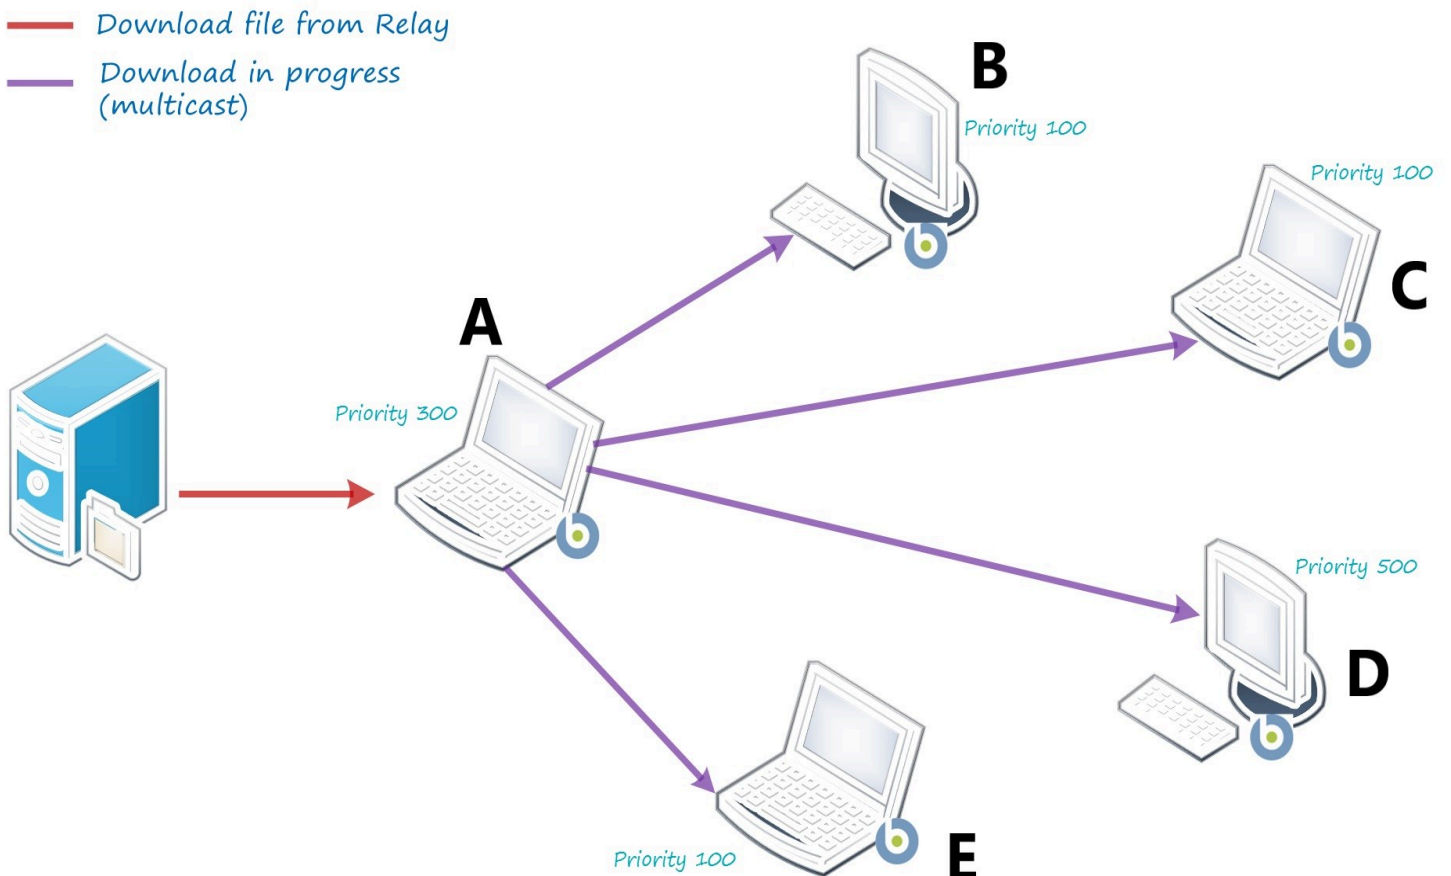 Download file from Relay
Download in progress
(multicast)
B
Priority 100
Priority 100
C
A
Priority 300
Priority 500
D
E
Priority 100